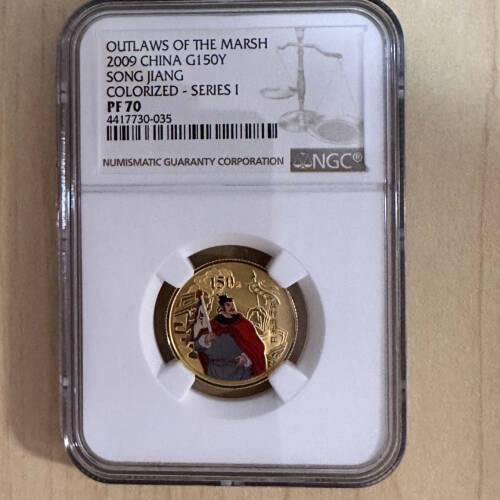 OUTLAWS OF THE MARSH
2009 CHINA G150Y
SONG JIANG
COLORIZED - SERIES I
PF 70
4417730-035
NUMISMATIC GUARANTY CORPORATION
NGC®
150